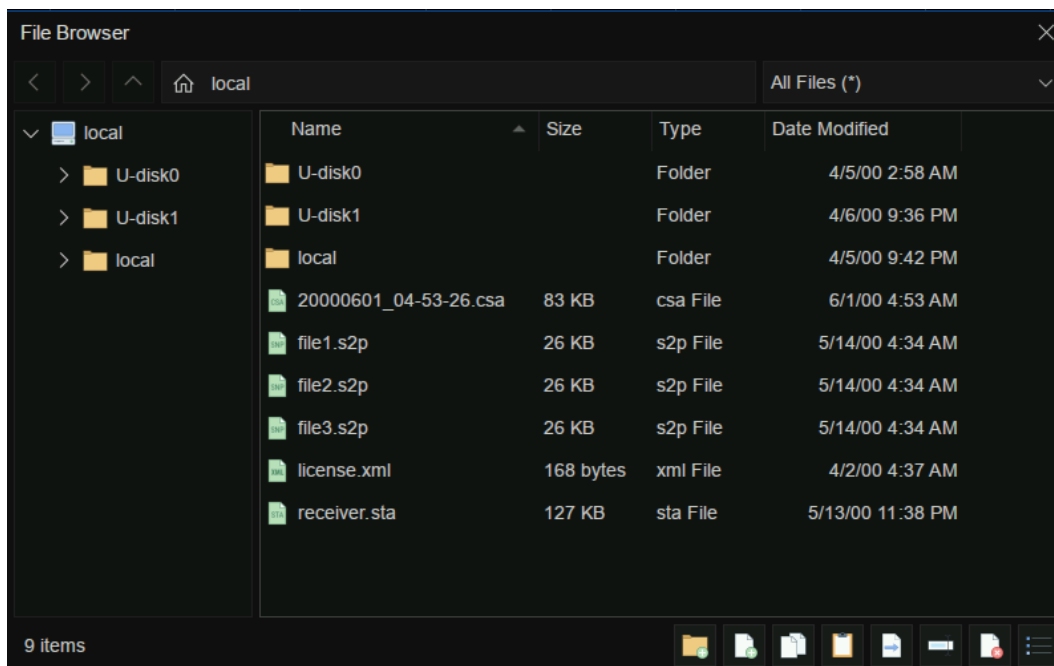 File Browser
local All Files (*)
local
U-disk0
U-disk1
local
Name Size Type Date Modified
U-disk0 Folder 4/5/00 2:58 AM
U-disk1 Folder 4/6/00 9:36 PM
local Folder 4/5/00 9:42 PM
CSA 20000601_04-53-26.csa 83 KB csa File 6/1/00 4:53 AM
SNP file1.s2p 26 KB s2p File 5/14/00 4:34 AM
SNP file2.s2p 26 KB s2p File 5/14/00 4:34 AM
SNP file3.s2p 26 KB s2p File 5/14/00 4:34 AM
XML license.xml 168 bytes xml File 4/2/00 4:37 AM
STA receiver.sta 127 KB sta File 5/13/00 11:38 PM
9 items